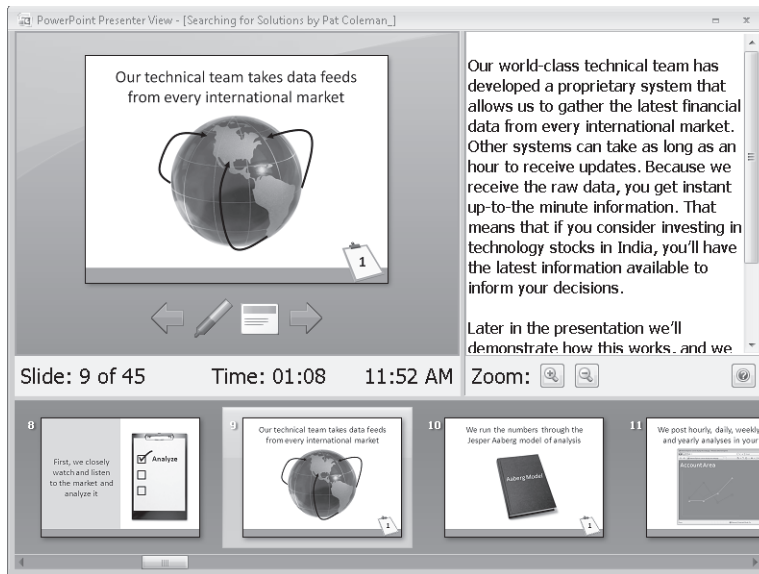 PowerPoint Presenter View - [Searching for Solutions by Pat Coleman_]
Our technical team takes data feeds
from every international market
1
Our world-class technical team has
developed a proprietary system that
allows us to gather the latest financial
data from every international market.
Other systems can take as long as an
hour to receive updates. Because we
receive the raw data, you get instant
up-to-the minute information. That
means that if you consider investing in
technology stocks in India, you'll have
the latest information available to
inform your decisions.
Later in the presentation we'll
demonstrate how this works, and we
Slide: 9 of 45
Time: 01:08
11:52 AM
Zoom:
8
First, we closely
watch and listen
to the market and
analyze it
Analyze
9
Our technical team takes data feeds
from every international market
1
10
We run the numbers through the
Jesper Aaberg model of analysis
Aaberg Model
1
11
We post hourly, daily, weekly
and yearly analyses in your
Account Area